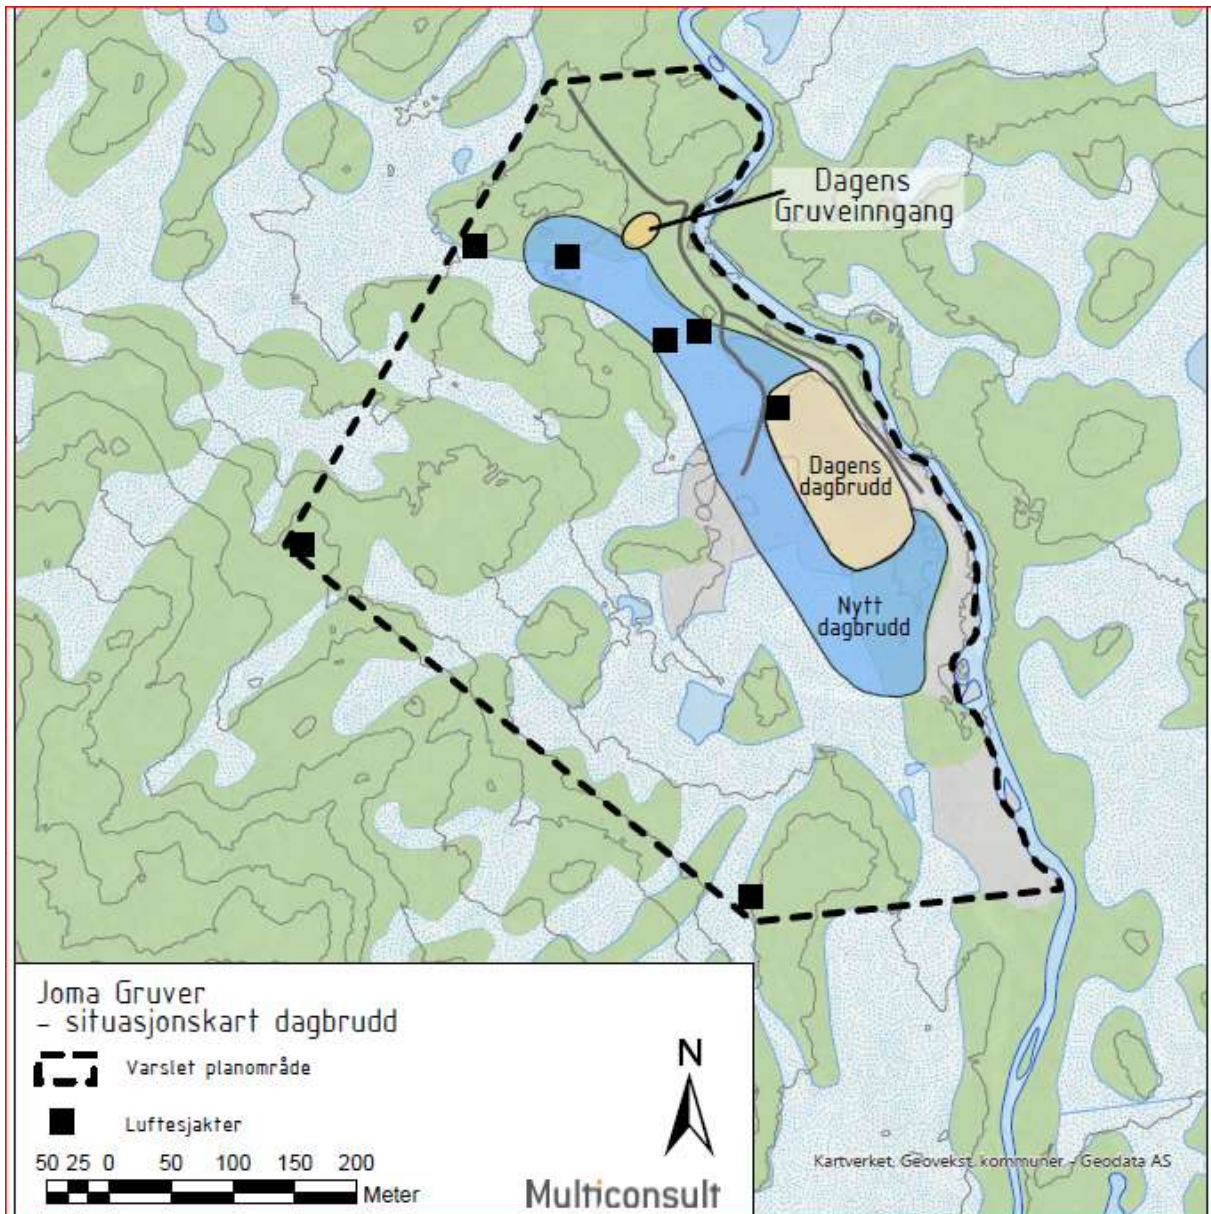 Dagens
Gruveinngang
Dagens
dagbrudd
Nytt
dagbrudd
Joma Gruver
- situasjonskart dagbrudd
Varslet planområde
Luftesjakter
N
50 25 0 50 100 150 200
Meter
Multiconsult
Kartverket, Geovekst, kommuner - Geodata AS